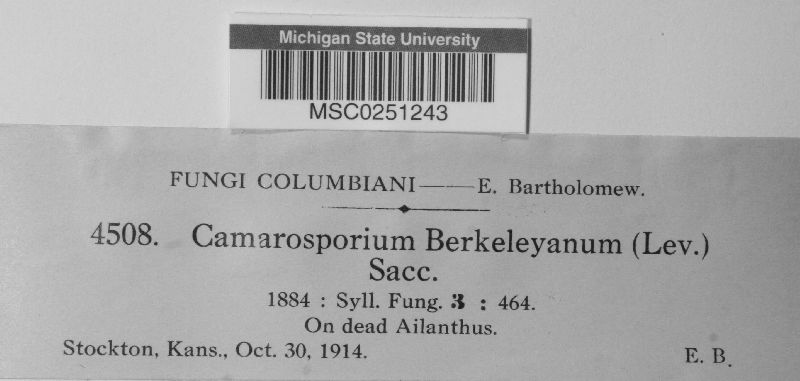 Michigan State University
MSC0251243
FUNGI COLUMBIANI——E. Bartholomew.
4508. Camarosporium Berkeleyanum (Lev.)
Sacc.
1884 : Syll. Fung. 3 : 464.
On dead Ailanthus.
Stockton, Kans., Oct. 30, 1914. E. B.